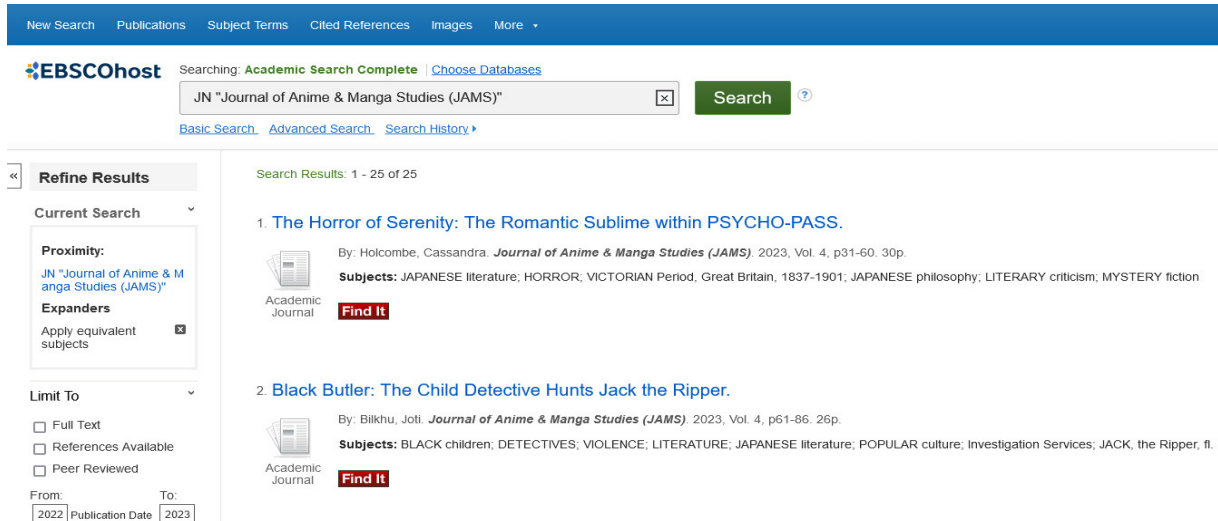 New Search Publications Subject Terms Cited References Images More
EBSCOhost
Searching: Academic Search Complete | Choose Databases
JN "Journal of Anime & Manga Studies (JAMS)"
Search
?
Basic Search Advanced Search Search History
«
Refine Results
Current Search
Proximity:
JN "Journal of Anime & M
anga Studies (JAMS)"
Expanders
Apply equivalent
subjects
Limit To
Full Text
References Available
Peer Reviewed
From: To:
2022 Publication Date 2023
Search Results: 1 - 25 of 25
1. The Horror of Serenity: The Romantic Sublime within PSYCHO-PASS.
By: Holcombe, Cassandra. Journal of Anime & Manga Studies (JAMS). 2023, Vol. 4, p31-60. 30p.
Subjects: JAPANESE literature; HORROR; VICTORIAN Period, Great Britain, 1837-1901; JAPANESE philosophy; LITERARY criticism; MYSTERY fiction
Academic
Journal
Find It
2. Black Butler: The Child Detective Hunts Jack the Ripper.
By: Bilkhu, Joti. Journal of Anime & Manga Studies (JAMS). 2023, Vol. 4, p61-86. 26p.
Subjects: BLACK children; DETECTIVES; VIOLENCE; LITERATURE; JAPANESE literature; POPULAR culture; Investigation Services; JACK, the Ripper, fl.
Academic
Journal
Find It